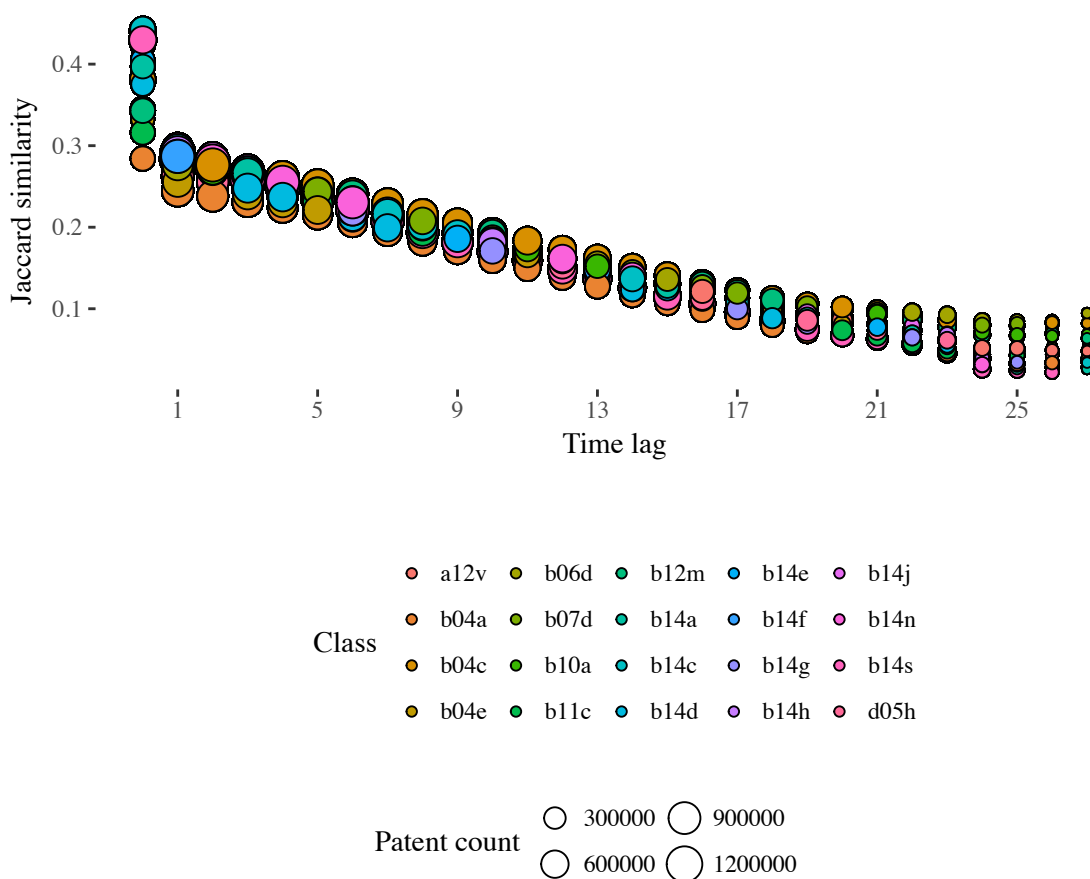 0.4
0.3
0.2
0.1
Jaccard similarity
1 5 9 13 17 21 25
Time lag
Class
a12v b06d b12m b14e b14j
b04a b07d b14a b14f b14n
b04c b10a b14c b14g b14s
b04e b11c b14d b14h d05h
Patent count
300000 900000
600000 1200000